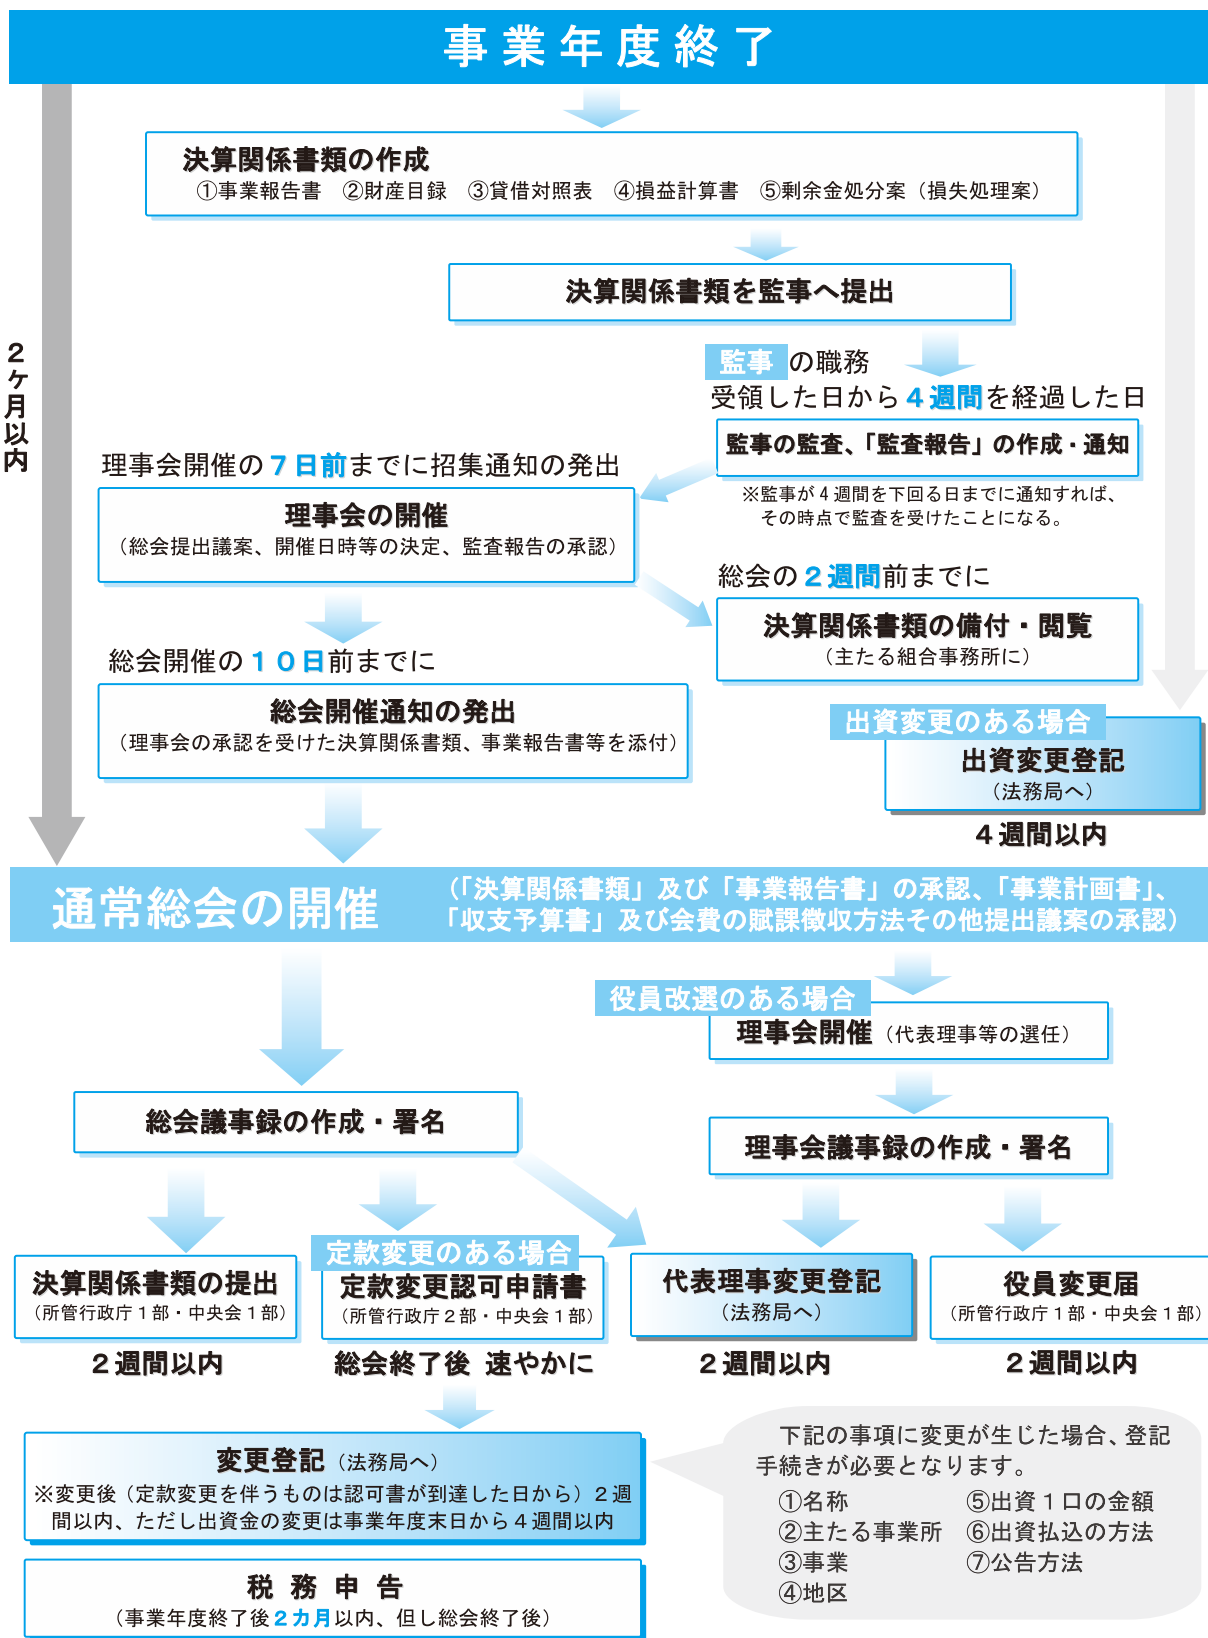 事業年度終了
決算関係書類の作成
①事業報告書 ②財産目録 ③貸借対照表 ④損益計算書 ⑤剰余金処分案（損失処理案）
決算関係書類を監事へ提出
２ヶ月以内
監事 の職務
受領した日から４週間を経過した日
監事の監査、「監査報告」の作成・通知
※監事が４週間を下回る日までに通知すれば、
その時点で監査を受けたことになる。
理事会開催の７日前までに招集通知の発出
理事会の開催
（総会提出議案、開催日時等の決定、監査報告の承認）
総会の２週間前までに
決算関係書類の備付・閲覧
（主たる組合事務所に）
総会開催の１０日前までに
総会開催通知の発出
（理事会の承認を受けた決算関係書類、事業報告書等を添付）
出資変更のある場合
出資変更登記
（法務局へ）
４週間以内
通常総会の開催
（「決算関係書類」及び「事業報告書」の承認、「事業計画書」、
「収支予算書」及び会費の賦課徴収方法その他提出議案の承認）
役員改選のある場合
理事会開催（代表理事等の選任）
総会議事録の作成・署名
理事会議事録の作成・署名
決算関係書類の提出
（所管行政庁１部・中央会１部）
２週間以内
定款変更のある場合
定款変更認可申請書
（所管行政庁２部・中央会１部）
総会終了後 速やかに
代表理事変更登記
（法務局へ）
２週間以内
役員変更届
（所管行政庁１部・中央会１部）
２週間以内
変更登記（法務局へ）
※変更後（定款変更を伴うものは認可書が到達した日から）２週
間以内、ただし出資金の変更は事業年度末日から４週間以内
税務申告
（事業年度終了後２カ月以内、但し総会終了後）
下記の事項に変更が生じた場合、登記
手続きが必要となります。
①名称 ⑤出資１口の金額
②主たる事業所 ⑥出資払込の方法
③事業 ⑦公告方法
④地区